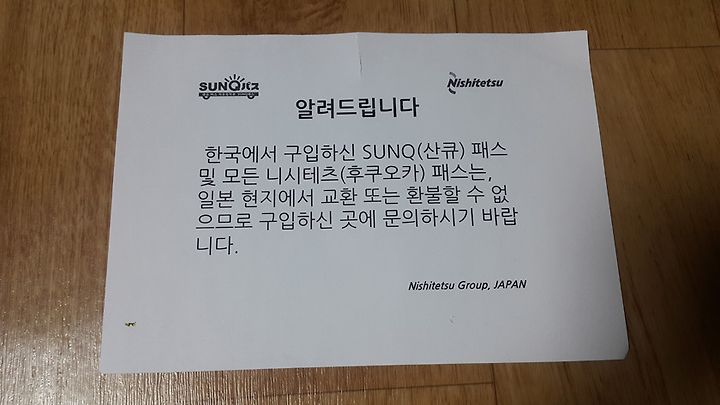 SUNQパス
Nishitetsu
알려드립니다
한국에서 구입하신 SUNQ(산큐) 패스
및 모든 니시테츠(후쿠오카) 패스는,
일본 현지에서 교환 또는 환불할 수 없
으므로 구입하신 곳에 문의하시기 바랍
니다.
Nishitetsu Group, JAPAN